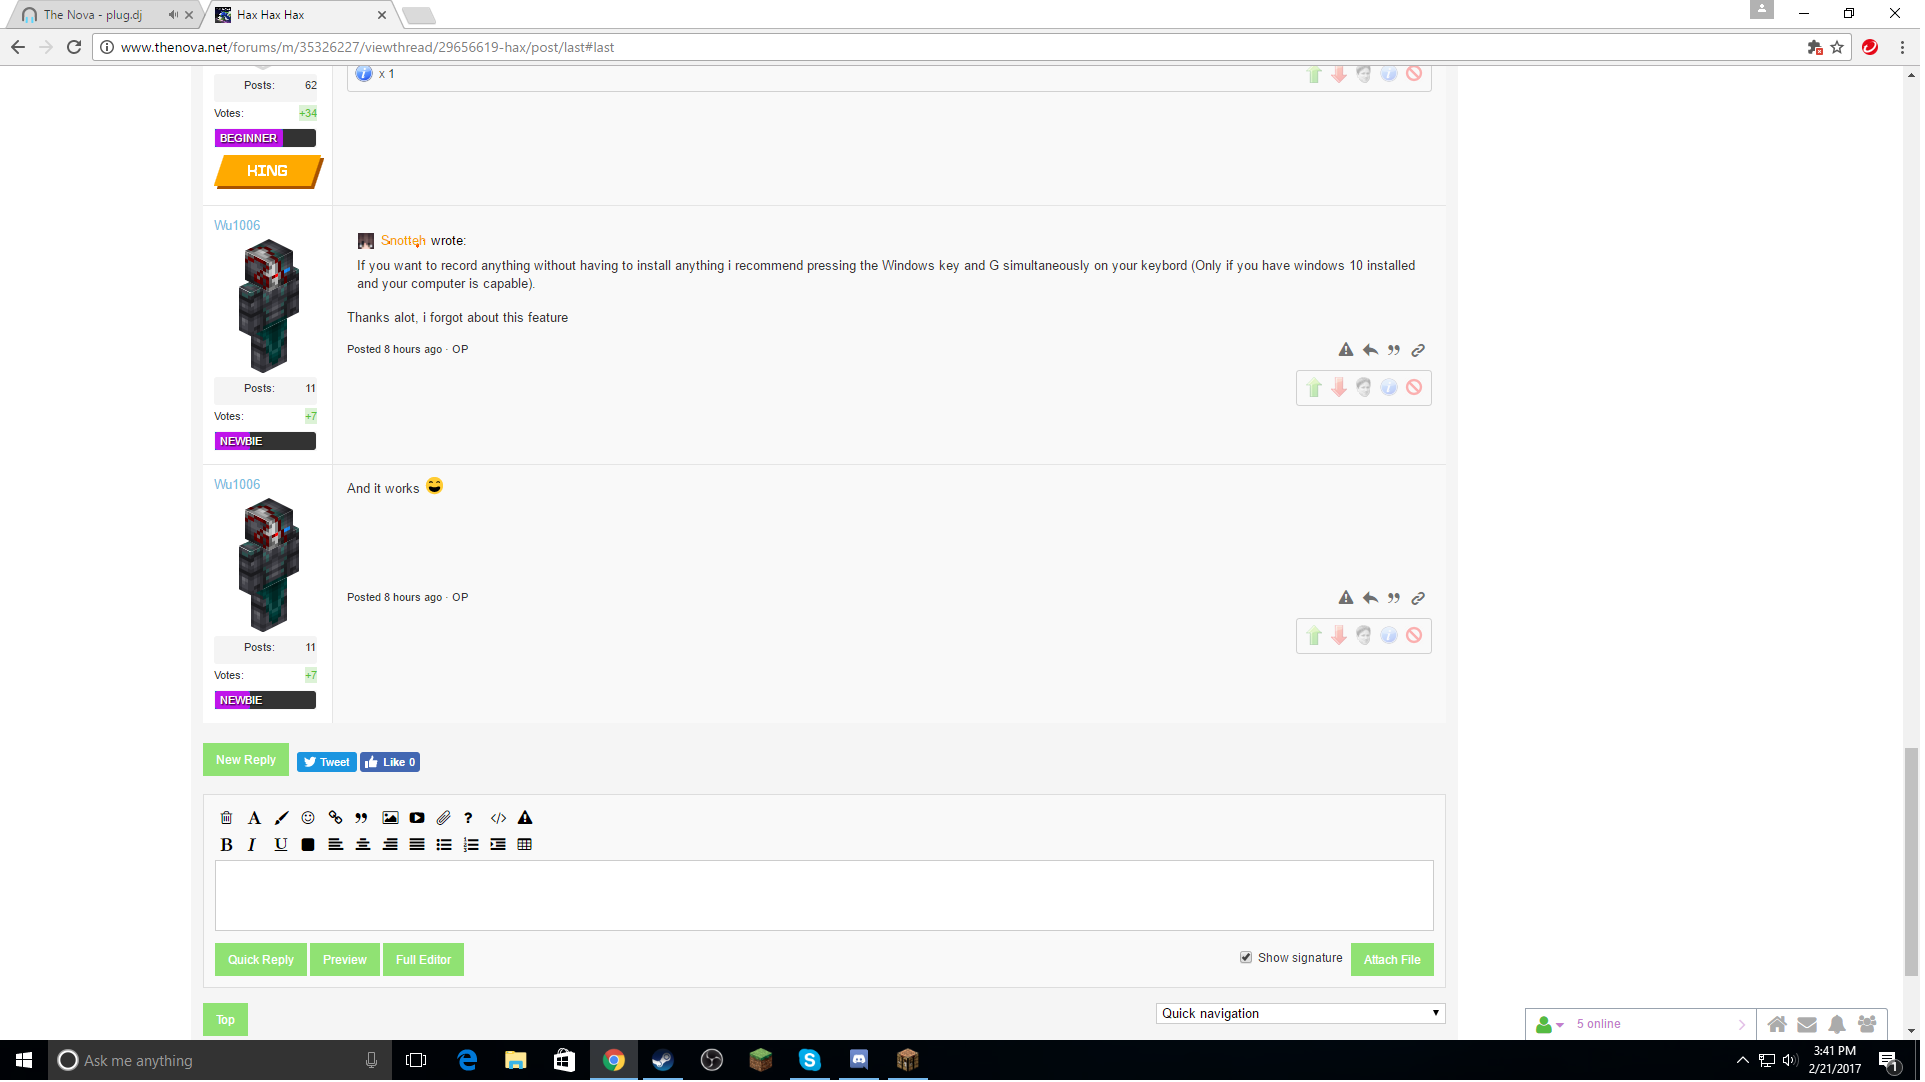 The Nova - plug.dj
Hax Hax Hax
www.thenova.net/forums/m/35326227/viewthread/29656619-hax/post/last#last
x 1
Posts: 62
Votes: +34
BEGINNER
KING
Wu1006
Snotteh wrote:
If you want to record anything without having to install anything i recommend pressing the Windows key and G simultaneously on your keybord (Only if you have windows 10 installed
and your computer is capable).
Thanks alot, i forgot about this feature
Posted 8 hours ago · OP
Posts: 11
Votes: +7
NEWBIE
Wu1006
And it works
Posted 8 hours ago · OP
Posts: 11
Votes: +7
NEWBIE
New Reply
Tweet
Like 0
B I U
Quick Reply
Preview
Full Editor
Show signature
Attach File
Top
Quick navigation
5 online
Ask me anything
3:41 PM
2/21/2017
1